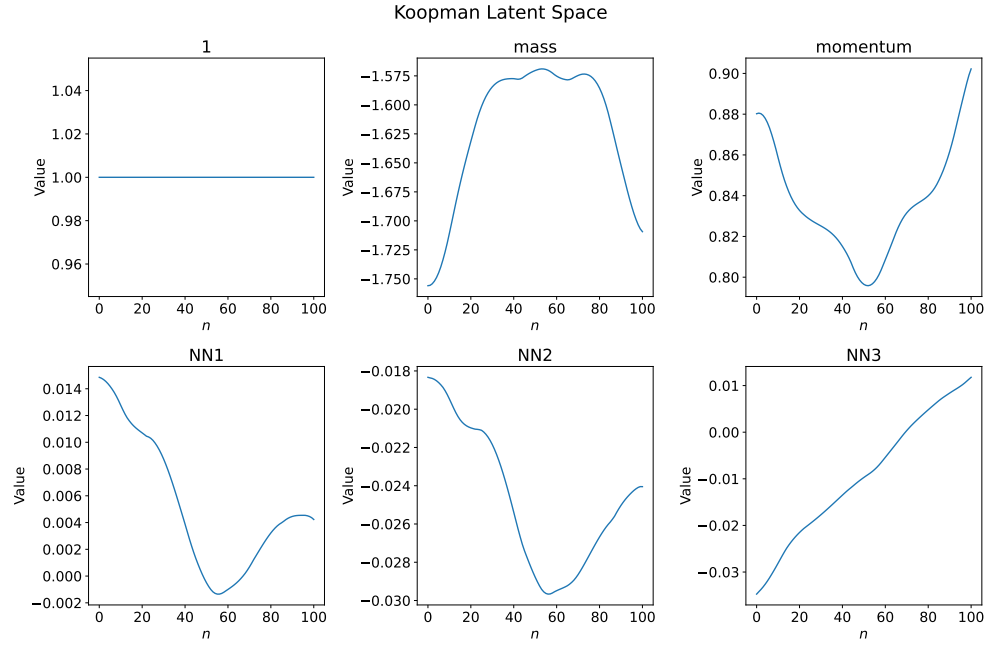 Koopman Latent Space
1
1.04
1.02
1.00
0.98
0.96
Value
0 20 40 60 80 100
n
mass
−1.575
−1.600
−1.625
−1.650
−1.675
−1.700
−1.725
−1.750
Value
0 20 40 60 80 100
n
momentum
0.90
0.88
0.86
0.84
0.82
0.80
Value
0 20 40 60 80 100
n
NN1
0.014
0.012
0.010
0.008
0.006
0.004
0.002
0.000
−0.002
Value
0 20 40 60 80 100
n
NN2
−0.018
−0.020
−0.022
−0.024
−0.026
−0.028
−0.030
Value
0 20 40 60 80 100
n
NN3
0.01
0.00
−0.01
−0.02
−0.03
Value
0 20 40 60 80 100
n